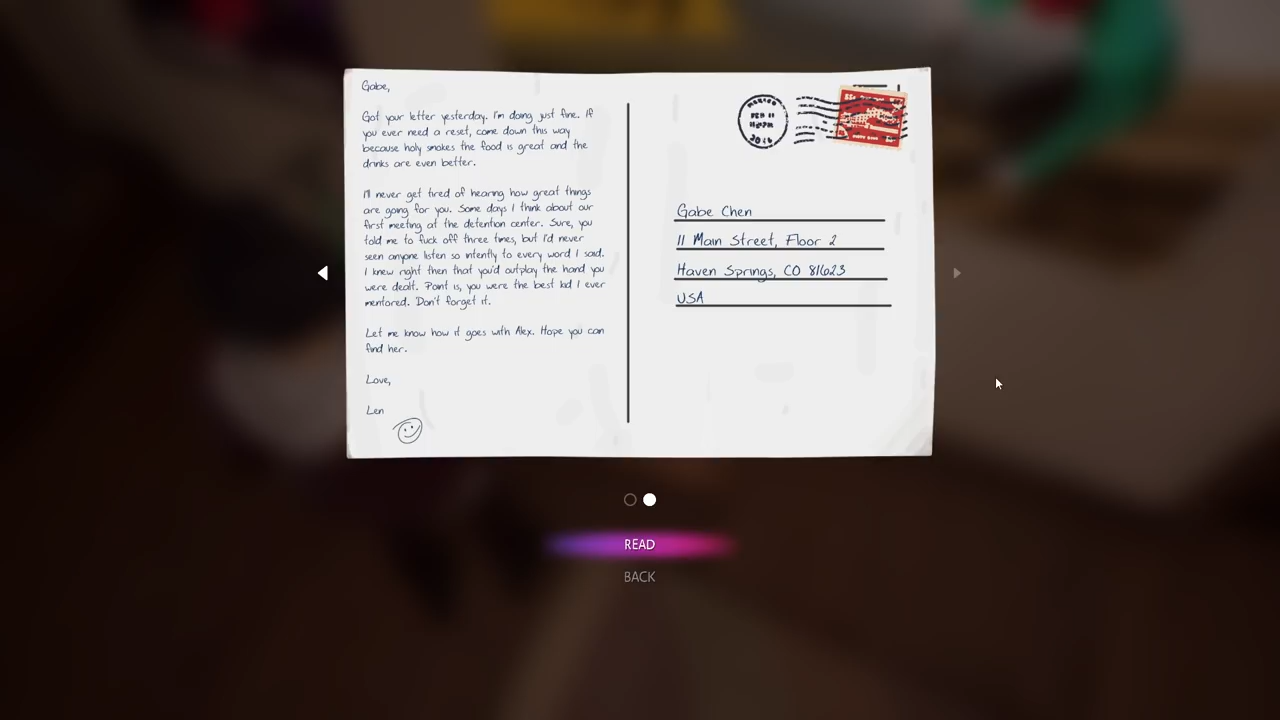 Gabe,
Got your letter yesterday. I'm doing just fine. If
you ever need a reset, come down this way
because holy smokes the food is great and the
drinks are even better.
I'll never get tired of hearing how great things
are going for you. Some days I think about our
first meeting at the detention center. Sure, you
told me to fuck off three times, but I'd never
seen anyone listen so intently to every word I said.
I knew right then that you'd outplay the hand you
were dealt. Point is, you were the best kid I ever
mentored. Don't forget it.
Let me know how it goes with Alex. Hope you can
find her.
Love,
Len
MEXICO
FEB 11
2016
Gabe Chen
11 Main Street, Floor 2
Haven Springs, CO 81623
USA
READ
BACK